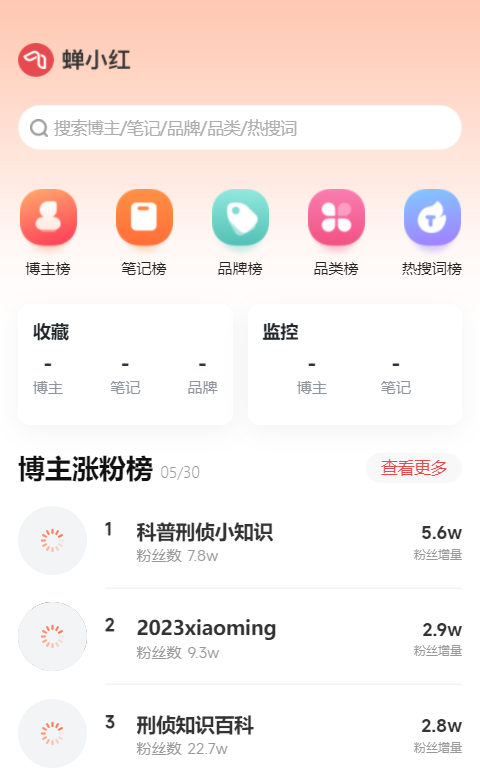 蝉小红
搜索博主/笔记/品牌/品类/热搜词
博主榜 笔记榜 品牌榜 品类榜 热搜词榜
收藏 监控
- - - - -
博主 笔记 品牌 博主 笔记
博主涨粉榜 05/30 查看更多
1 科普刑侦小知识 5.6w
粉丝数 7.8w 粉丝增量
2 2023xiaoming 2.9w
粉丝数 9.3w 粉丝增量
3 刑侦知识百科 2.8w
粉丝数 22.7w 粉丝增量